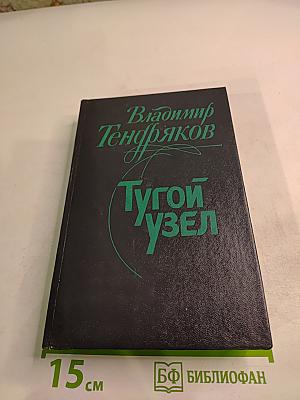 Владимир
Тендряков
Тугой
узел
15 см
БФ БИБЛИОФАН